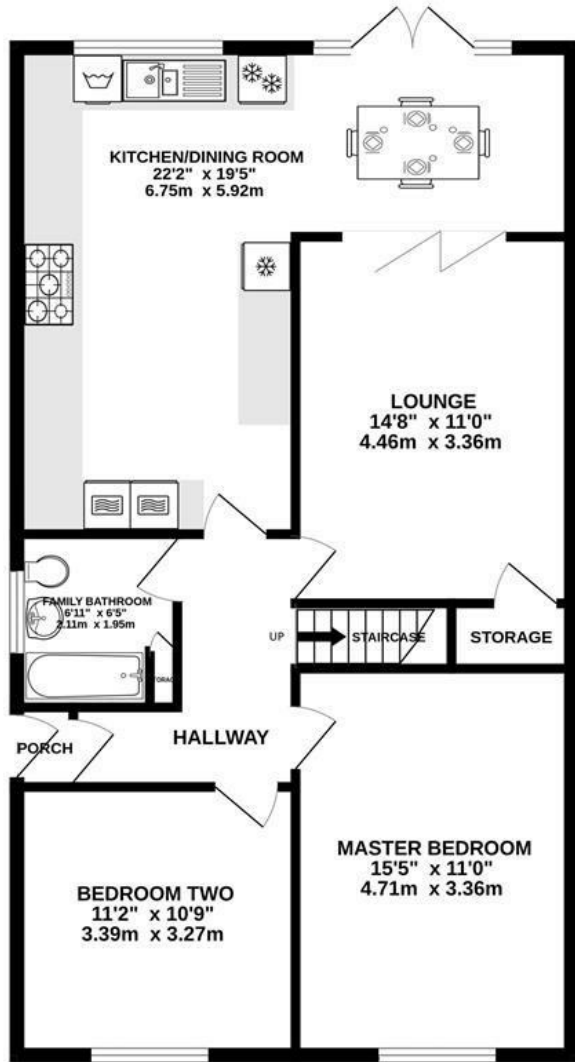 KITCHEN/DINING ROOM
22'2" x 19'5"
6.75m x 5.92m
LOUNGE
14'8" x 11'0"
4.46m x 3.36m
FAMILY BATHROOM
6'11" x 6'5"
2.11m x 1.95m
UP
STAIRCASE
STORAGE
PORCH
HALLWAY
MASTER BEDROOM
15'5" x 11'0"
4.71m x 3.36m
BEDROOM TWO
11'2" x 10'9"
3.39m x 3.27m